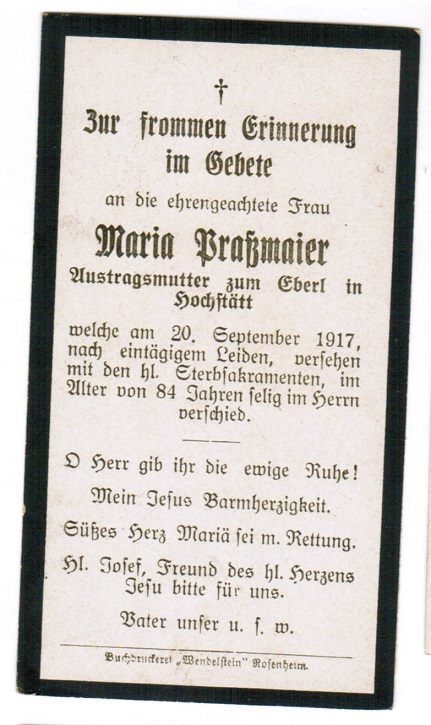 †
Zur frommen Erinnerung
im Gebete
an die ehrengeachtete Frau
Maria Praßmaier
Austragsmutter zum Eberl in
Hochstätt
welche am 20. September 1917,
nach eintägigem Leiden, versehen
mit den hl. Sterbsakramenten, im
Alter von 84 Jahren selig im Herrn
verschied.
O Herr gib ihr die ewige Ruhe!
Mein Jesus Barmherzigkeit.
Süßes Herz Mariä sei m. Rettung.
Hl. Josef, Freund des hl. Herzens
Jesu bitte für uns.
Vater unser u. s. w.
Buchdruckerei „Wendelstein" Rosenheim.